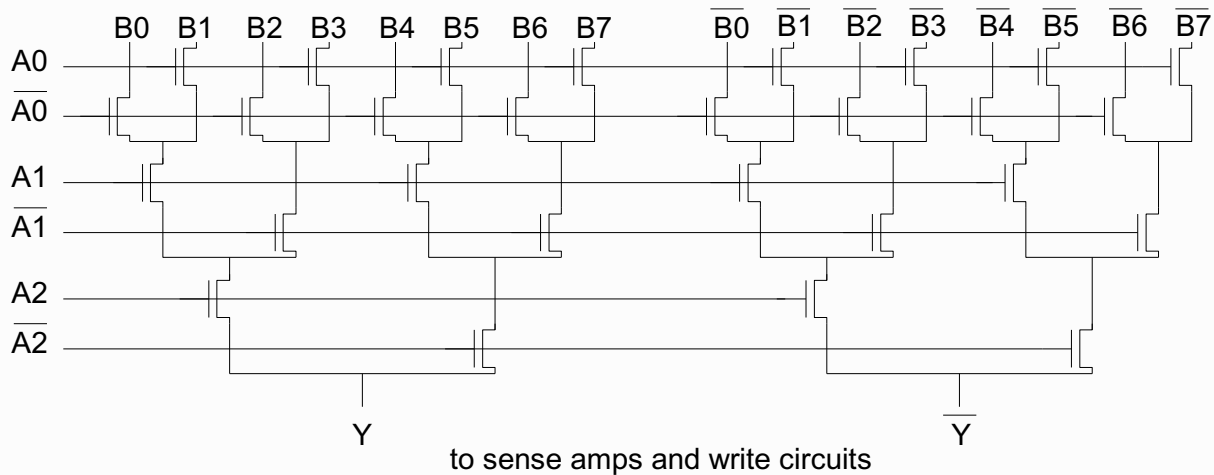 B0 B1 B2 B3 B4 B5 B6 B7 B̅0̅ B̅1̅ B̅2̅ B̅3̅ B̅4̅ B̅5̅ B̅6̅ B̅7̅
A0
A̅0̅
A1
A̅1̅
A2
A̅2̅
Y Y̅
to sense amps and write circuits